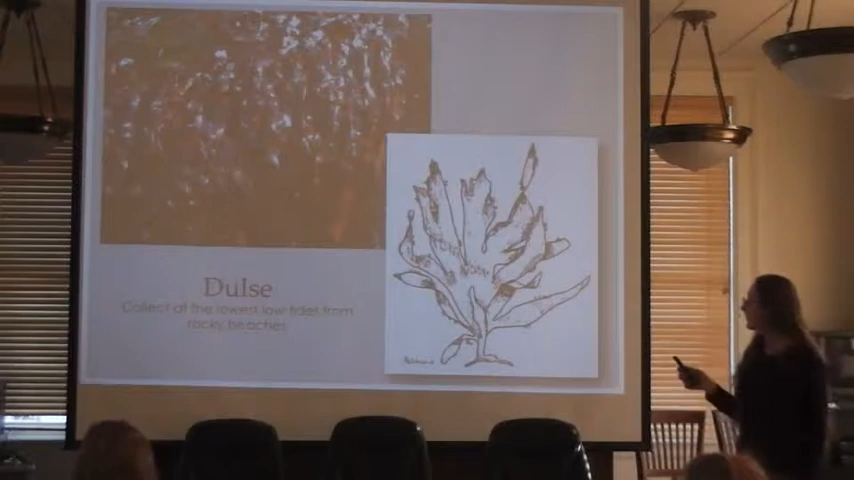 Dulse
Collect at the lowest low tides from
rocky beaches